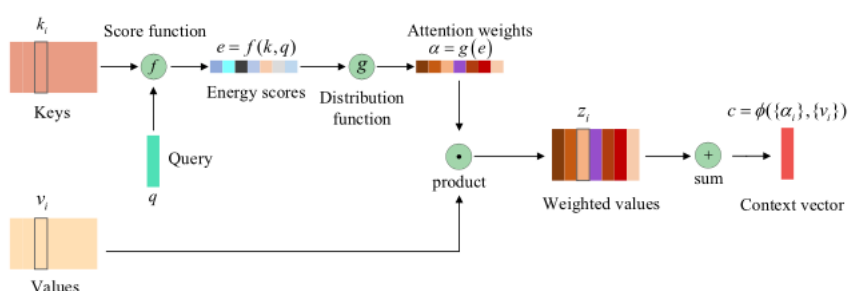 k_i
Keys
Score function
f
q
Query
e = f(k,q)
Energy scores
g
Distribution
function
Attention weights
α = g(e)
v_i
Values
•
product
z_i
Weighted values
+
sum
c = ϕ({α_i},{v_i})
Context vector